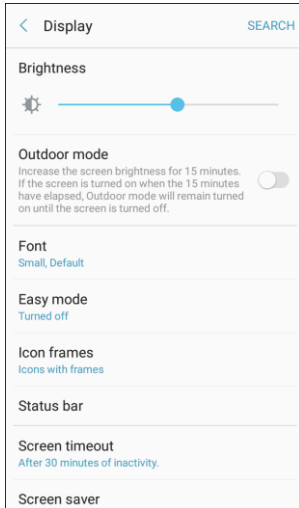 Display SEARCH
Brightness
Outdoor mode
Increase the screen brightness for 15 minutes.
If the screen is turned on when the 15 minutes
have elapsed, Outdoor mode will remain turned
on until the screen is turned off.
Font
Small, Default
Easy mode
Turned off
Icon frames
Icons with frames
Status bar
Screen timeout
After 30 minutes of inactivity.
Screen saver